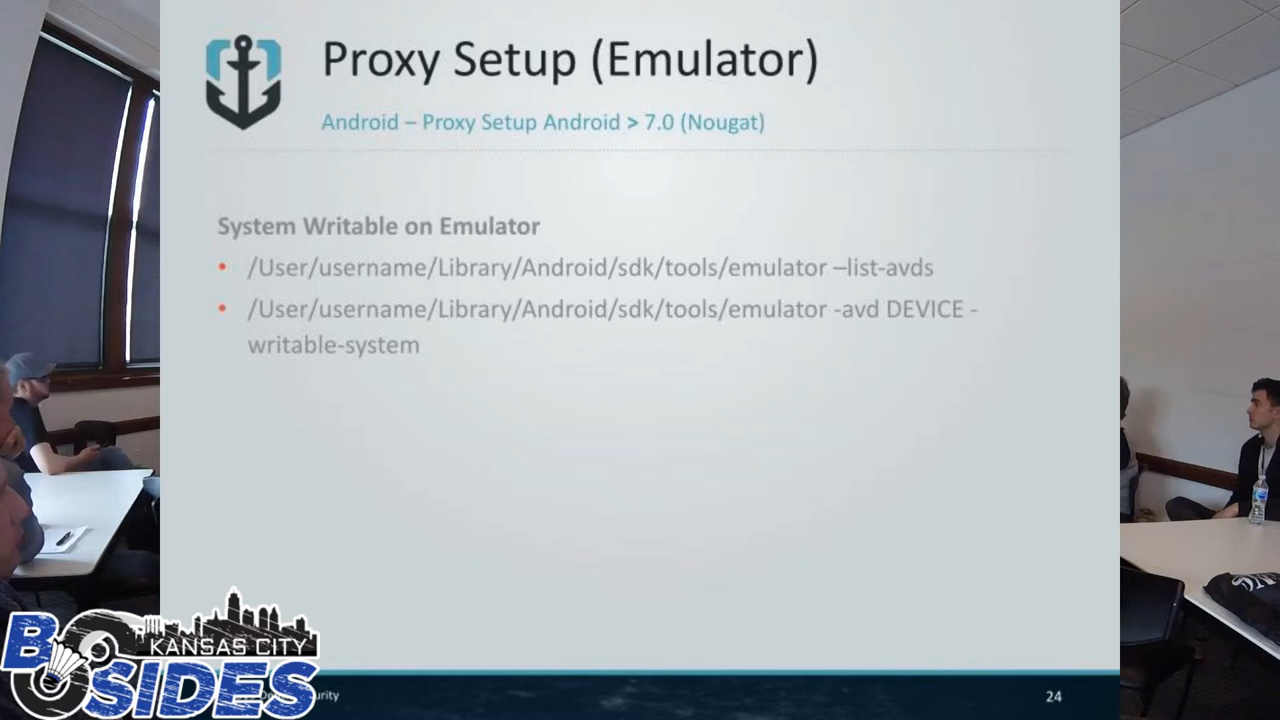 Proxy Setup (Emulator)
Android – Proxy Setup Android > 7.0 (Nougat)
System Writable on Emulator
• /User/username/Library/Android/sdk/tools/emulator –list-avds
• /User/username/Library/Android/sdk/tools/emulator -avd DEVICE -
writable-system
KANSAS CITY
BSIDES
24